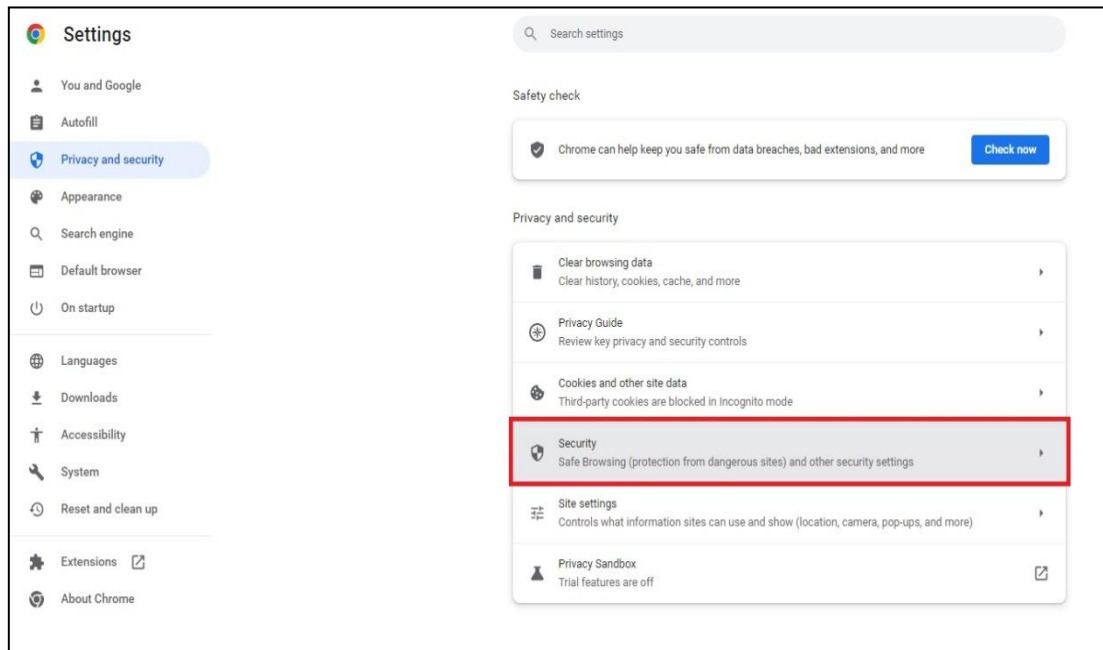 Settings
Search settings
You and Google
Autofill
Privacy and security
Appearance
Search engine
Default browser
On startup
Languages
Downloads
Accessibility
System
Reset and clean up
Extensions
About Chrome
Safety check
Chrome can help keep you safe from data breaches, bad extensions, and more
Check now
Privacy and security
Clear browsing data
Clear history, cookies, cache, and more
Privacy Guide
Review key privacy and security controls
Cookies and other site data
Third-party cookies are blocked in Incognito mode
Security
Safe Browsing (protection from dangerous sites) and other security settings
Site settings
Controls what information sites can use and show (location, camera, pop-ups, and more)
Privacy Sandbox
Trial features are off